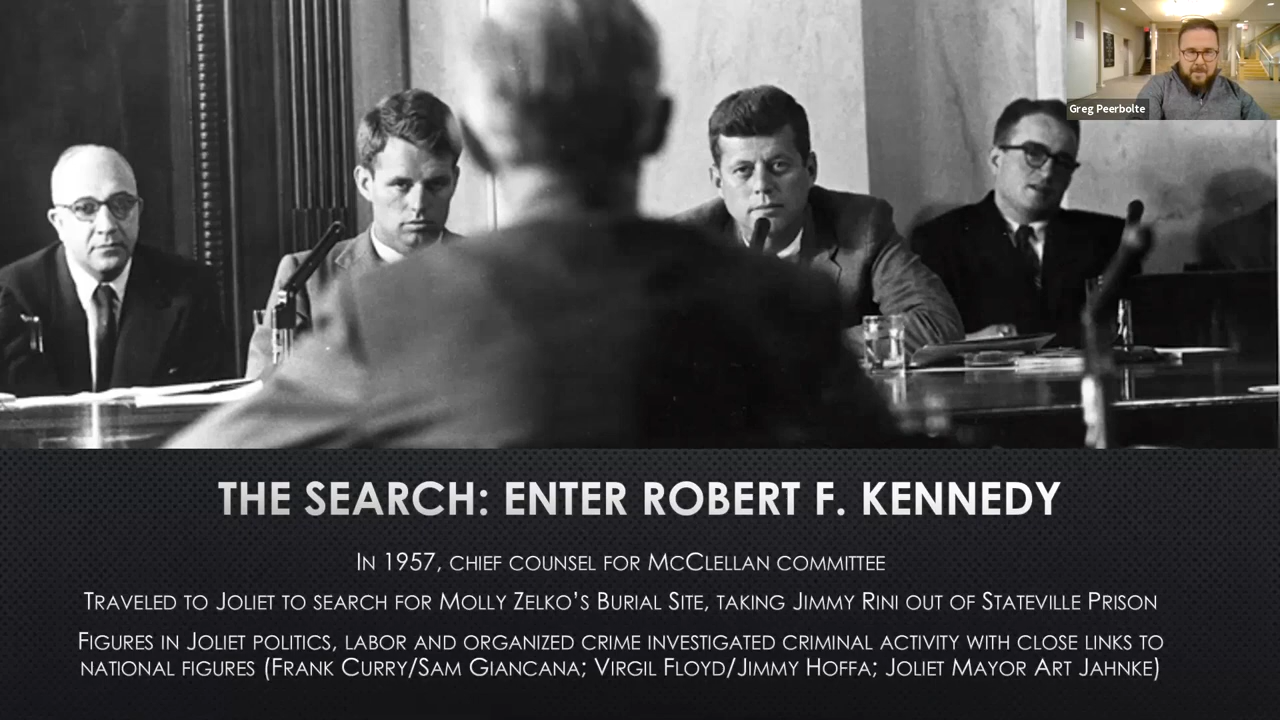 Greg Peerbolte
THE SEARCH: ENTER ROBERT F. KENNEDY
IN 1957, CHIEF COUNSEL FOR MCCLELLAN COMMITTEE
TRAVELED TO JOLIET TO SEARCH FOR MOLLY ZELKO'S BURIAL SITE, TAKING JIMMY RINI OUT OF STATEVILLE PRISON
FIGURES IN JOLIET POLITICS, LABOR AND ORGANIZED CRIME INVESTIGATED CRIMINAL ACTIVITY WITH CLOSE LINKS TO
NATIONAL FIGURES (FRANK CURRY/SAM GIANCANA; VIRGIL FLOYD/JIMMY HOFFA; JOLIET MAYOR ART JAHNKE)